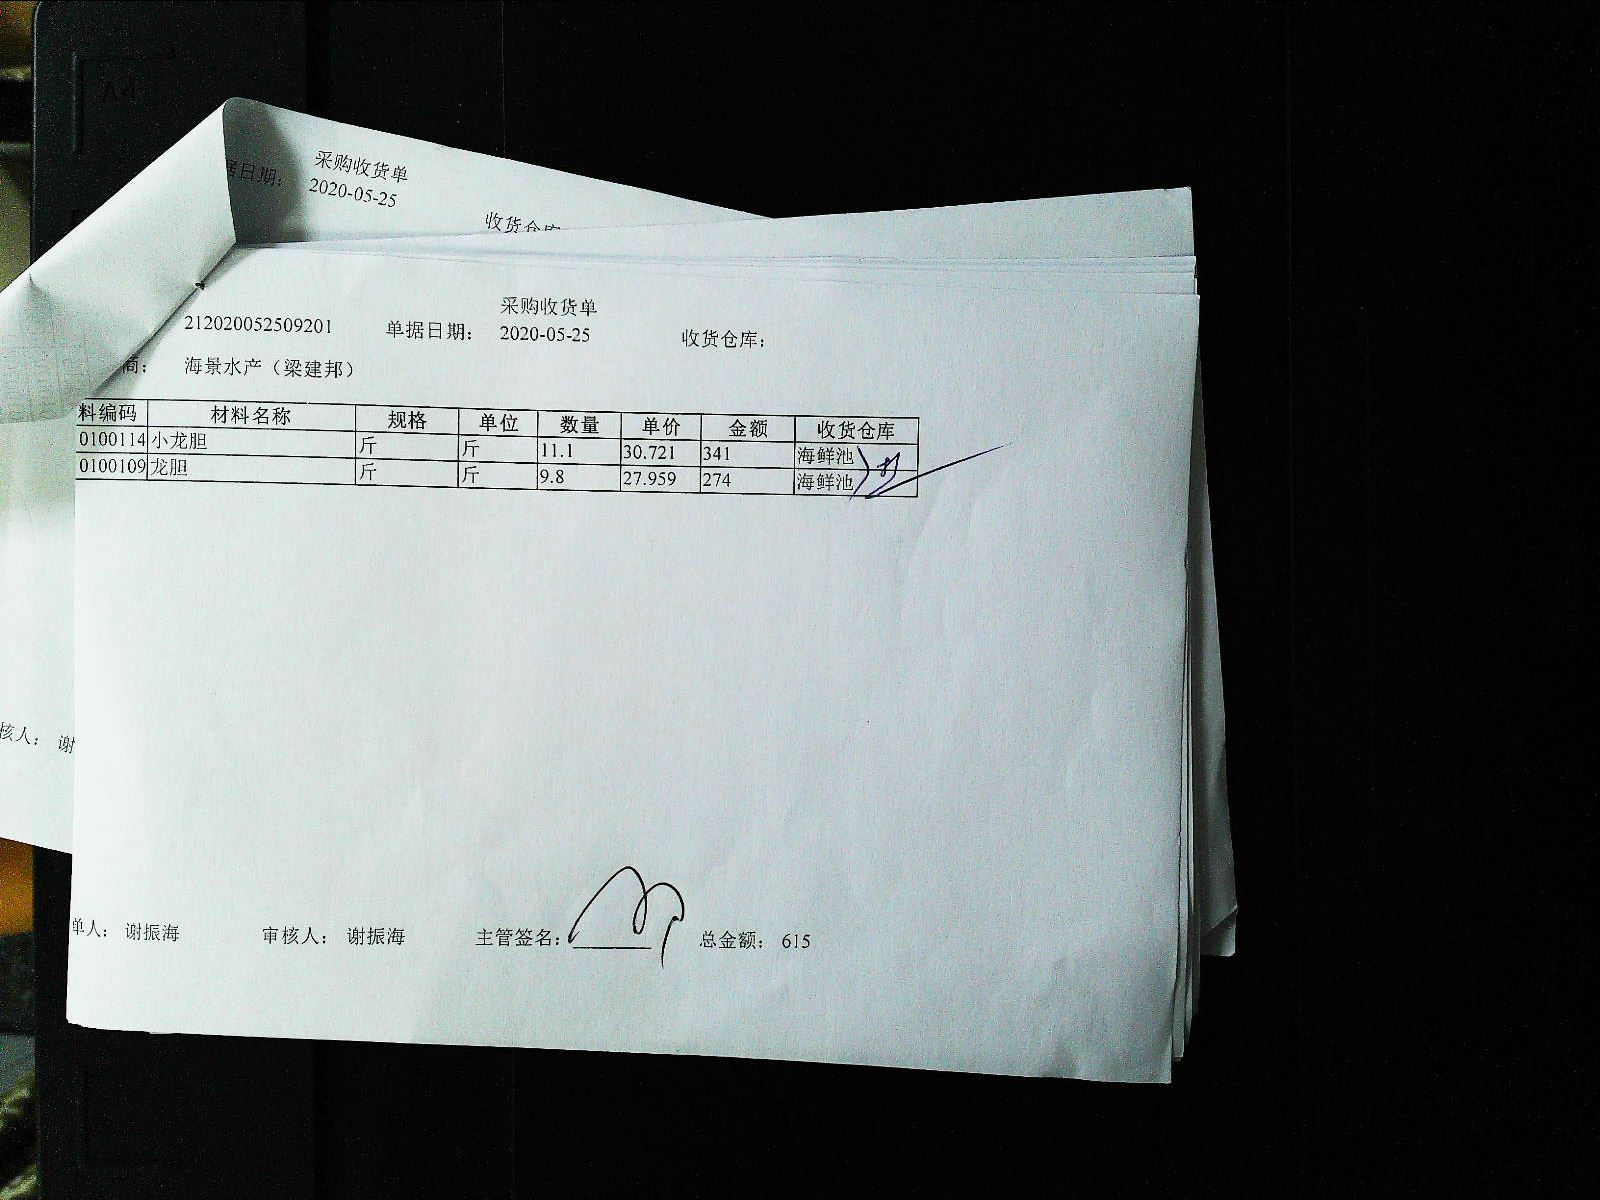 采购收货单
据日期： 2020-05-25
收货仓库
采购收货单
212020052509201 单据日期： 2020-05-25 收货仓库：
商： 海景水产（梁建邦）
料编码 材料名称 规格 单位 数量 单价 金额 收货仓库
0100114 小龙胆 斤 斤 11.1 30.721 341 海鲜池
0100109 龙胆 斤 斤 9.8 27.959 274 海鲜池
核人： 谢
单人： 谢振海 审核人： 谢振海 主管签名： 总金额： 615